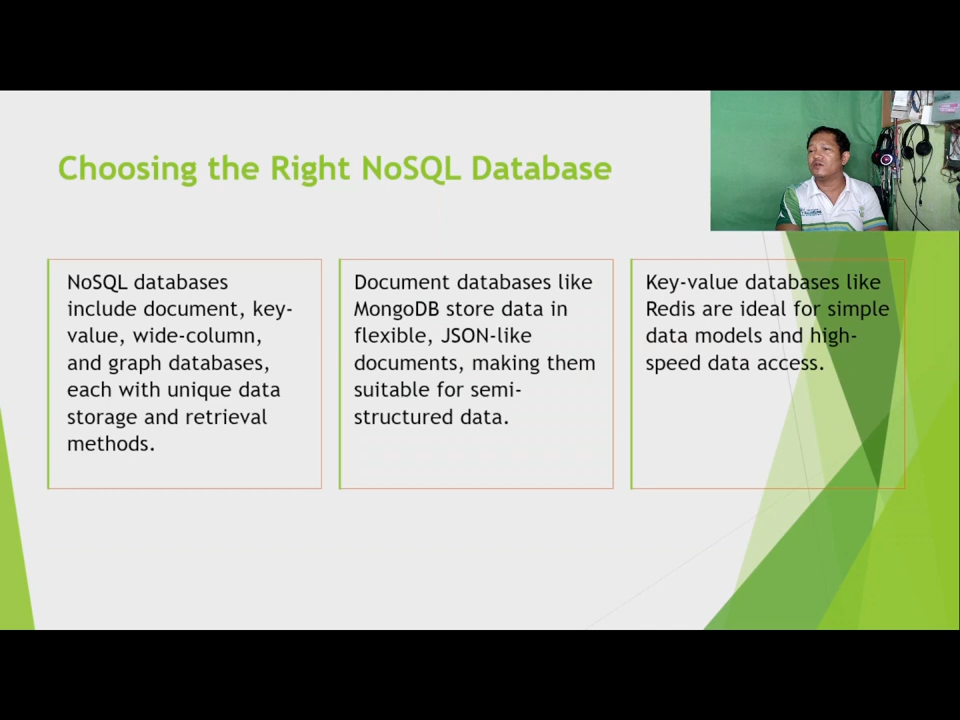 Choosing the Right NoSQL Database
NoSQL databases
include document, key-
value, wide-column,
and graph databases,
each with unique data
storage and retrieval
methods.
Document databases like
MongoDB store data in
flexible, JSON-like
documents, making them
suitable for semi-
structured data.
Key-value databases like
Redis are ideal for simple
data models and high-
speed data access.